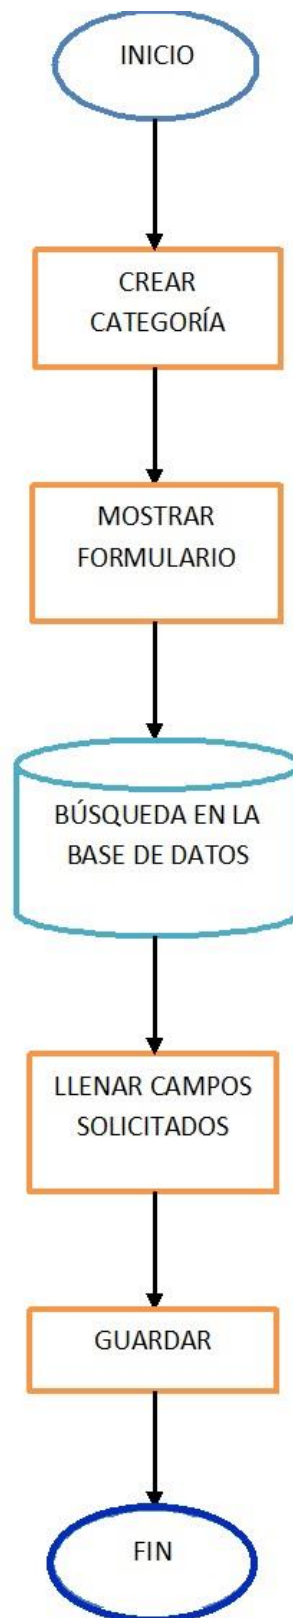 INICIO
CREAR
CATEGORÍA
MOSTRAR
FORMULARIO
BÚSQUEDA EN LA
BASE DE DATOS
LLENAR CAMPOS
SOLICITADOS
GUARDAR
FIN